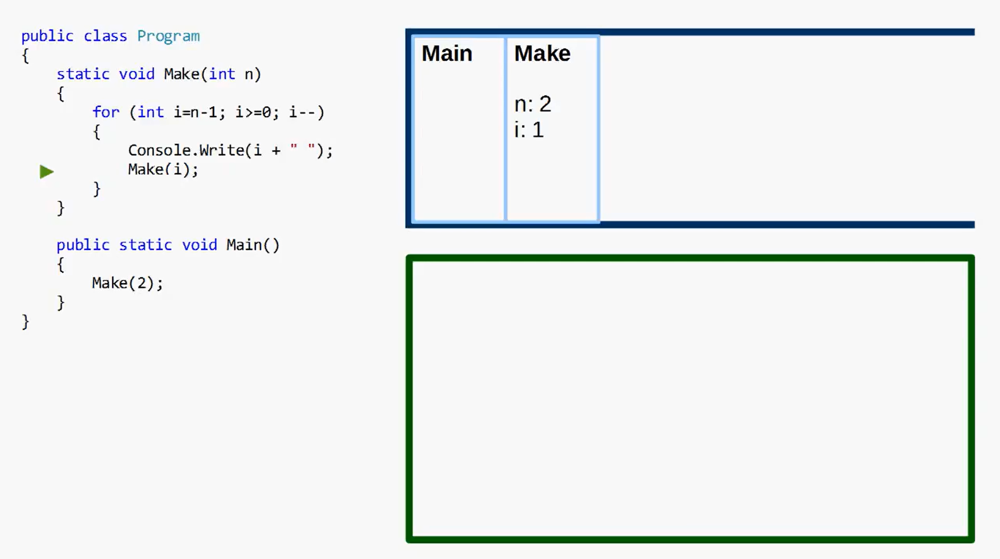 public class Program
{
    static void Make(int n)
    {
        for (int i=n-1; i>=0; i--)
        {
            Console.Write(i + " ");
            Make(i);
        }
    }

    public static void Main()
    {
        Make(2);
    }
}
Main
Make
n: 2
i: 1